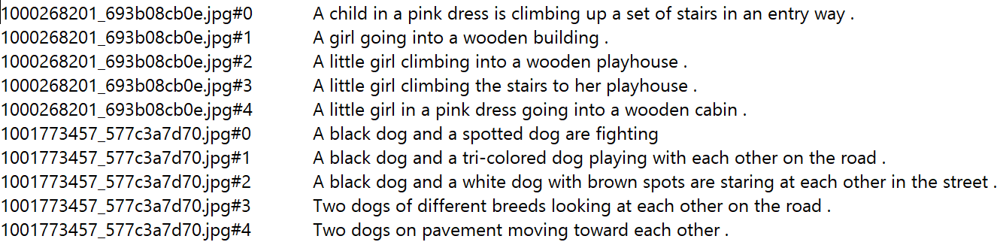 1000268201_693b08cb0e.jpg#0 A child in a pink dress is climbing up a set of stairs in an entry way .
1000268201_693b08cb0e.jpg#1 A girl going into a wooden building .
1000268201_693b08cb0e.jpg#2 A little girl climbing into a wooden playhouse .
1000268201_693b08cb0e.jpg#3 A little girl climbing the stairs to her playhouse .
1000268201_693b08cb0e.jpg#4 A little girl in a pink dress going into a wooden cabin .
1001773457_577c3a7d70.jpg#0 A black dog and a spotted dog are fighting
1001773457_577c3a7d70.jpg#1 A black dog and a tri-colored dog playing with each other on the road .
1001773457_577c3a7d70.jpg#2 A black dog and a white dog with brown spots are staring at each other in the street .
1001773457_577c3a7d70.jpg#3 Two dogs of different breeds looking at each other on the road .
1001773457_577c3a7d70.jpg#4 Two dogs on pavement moving toward each other .